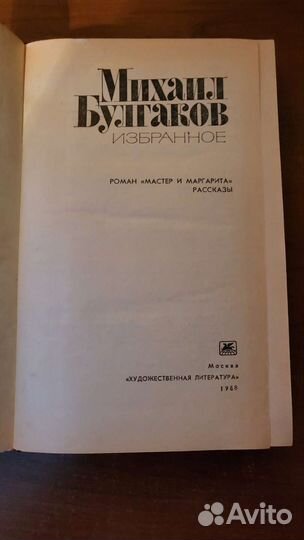 Михаил
Булгаков
ИЗБРАННОЕ
РОМАН «МАСТЕР И МАРГАРИТА»
РАССКАЗЫ
Москва
«ХУДОЖЕСТВЕННАЯ ЛИТЕРАТУРА»
1988
Avito